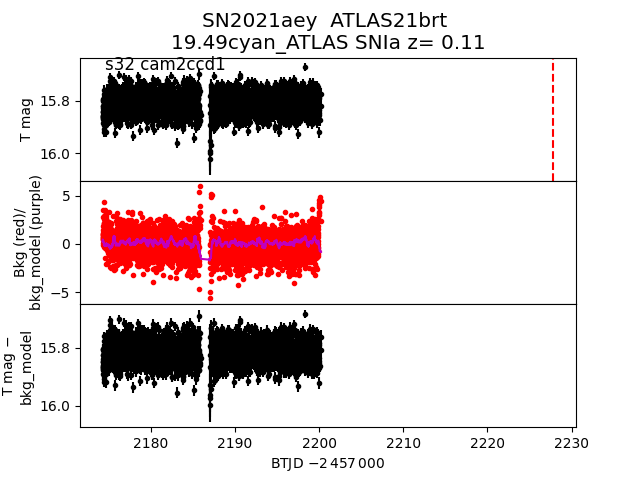 SN2021aey  ATLAS21brt
19.49cyan_ATLAS SNIa z= 0.11
s32 cam2ccd1
T mag
15.8
16.0
Bkg (red)/
bkg_model (purple)
5
0
−5
T mag −
bkg_model
15.8
16.0
2180
2190
2200
2210
2220
2230
BTJD −2 457 000